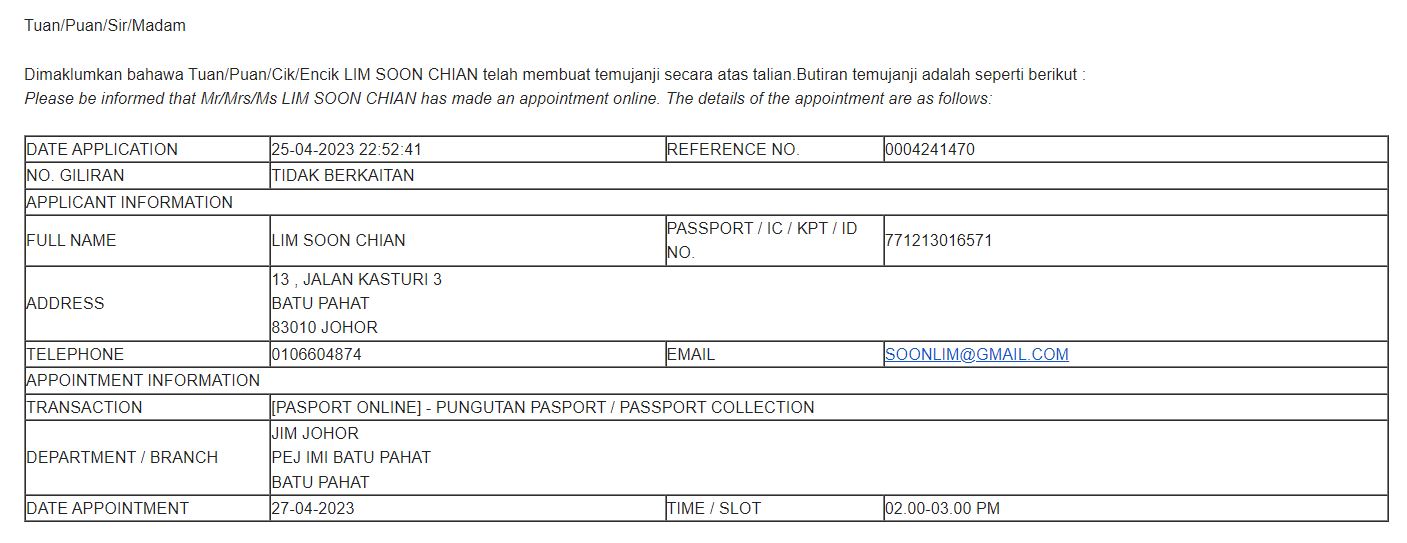 Tuan/Puan/Sir/Madam
Dimaklumkan bahawa Tuan/Puan/Cik/Encik LIM SOON CHIAN telah membuat temujanji secara atas talian.Butiran temujanji adalah seperti berikut :
Please be informed that Mr/Mrs/Ms LIM SOON CHIAN has made an appointment online. The details of the appointment are as follows:
DATE APPLICATION 25-04-2023 22:52:41 REFERENCE NO. 0004241470
NO. GILIRAN TIDAK BERKAITAN
APPLICANT INFORMATION
FULL NAME LIM SOON CHIAN PASSPORT / IC / KPT / ID
NO. 771213016571
ADDRESS 13 , JALAN KASTURI 3
BATU PAHAT
83010 JOHOR
TELEPHONE 0106604874 EMAIL SOONLIM@GMAIL.COM
APPOINTMENT INFORMATION
TRANSACTION [PASPORT ONLINE] - PUNGUTAN PASPORT / PASSPORT COLLECTION
DEPARTMENT / BRANCH JIM JOHOR
PEJ IMI BATU PAHAT
BATU PAHAT
DATE APPOINTMENT 27-04-2023 TIME / SLOT 02.00-03.00 PM